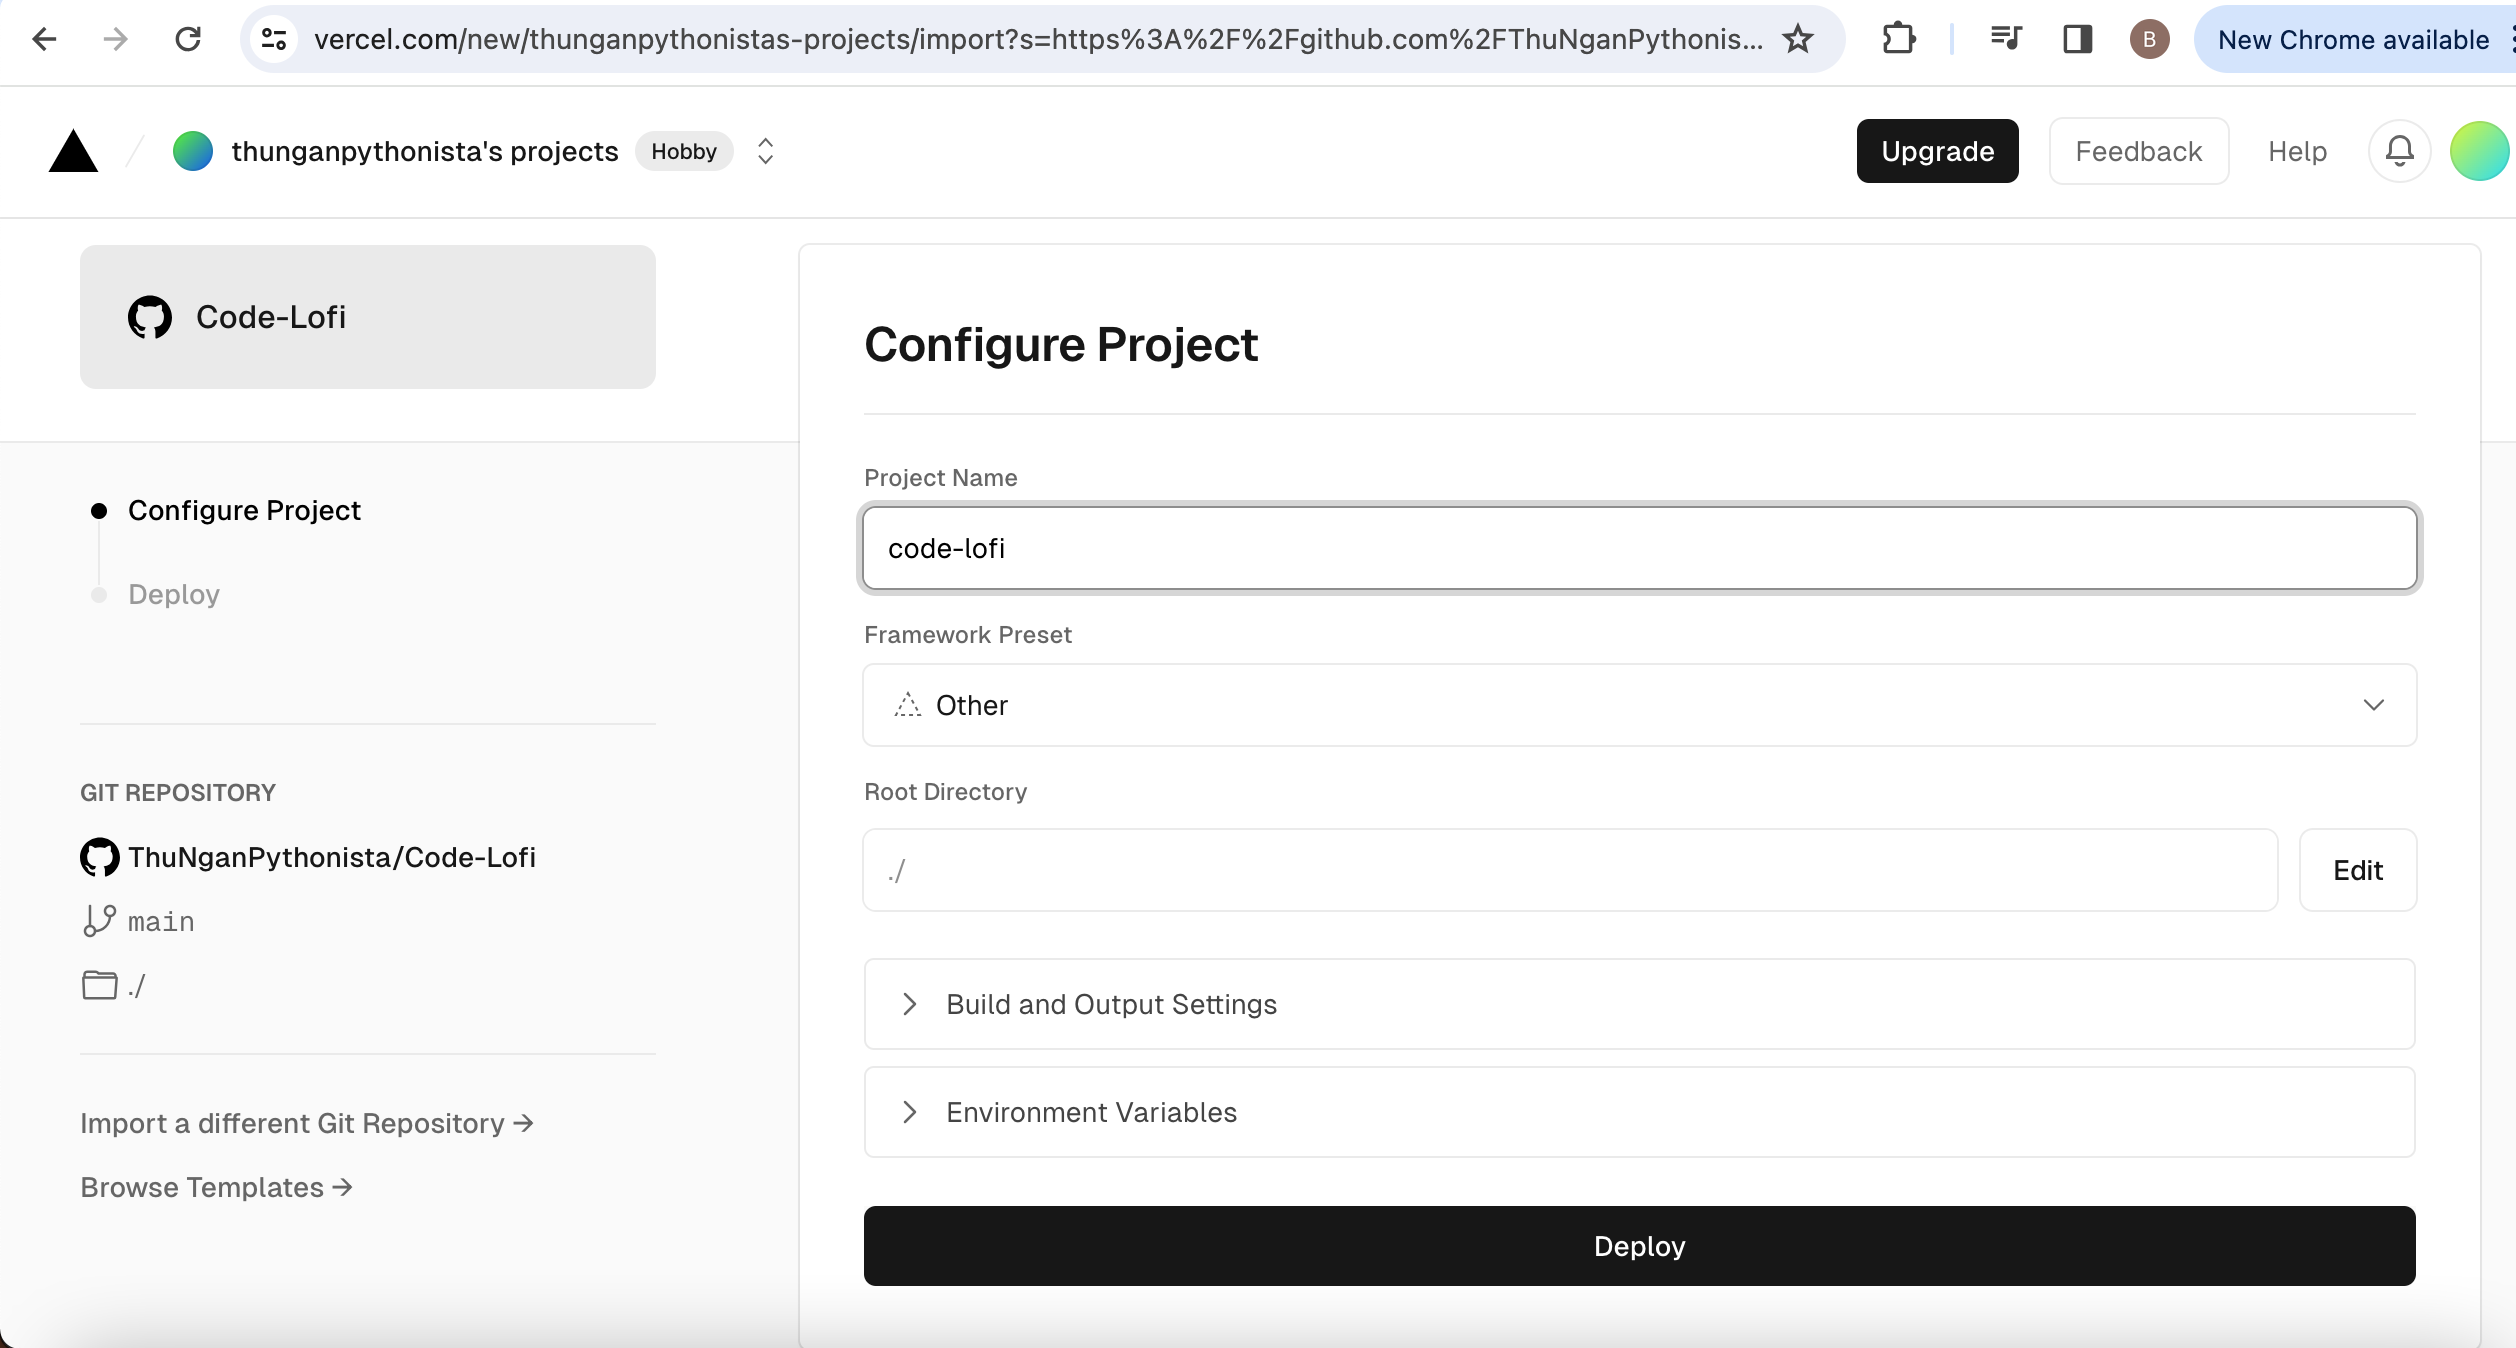 vercel.com/new/thunganpythonistas-projects/import?s=https%3A%2F%2Fgithub.com%2FThuNganPythonis...
B
New Chrome available
thunganpythonista's projects
Hobby
Upgrade
Feedback
Help
Code-Lofi
Configure Project
Deploy
GIT REPOSITORY
ThuNganPythonista/Code-Lofi
main
./
Import a different Git Repository →
Browse Templates →
Configure Project
Project Name
code-lofi
Framework Preset
Other
Root Directory
./
Edit
Build and Output Settings
Environment Variables
Deploy